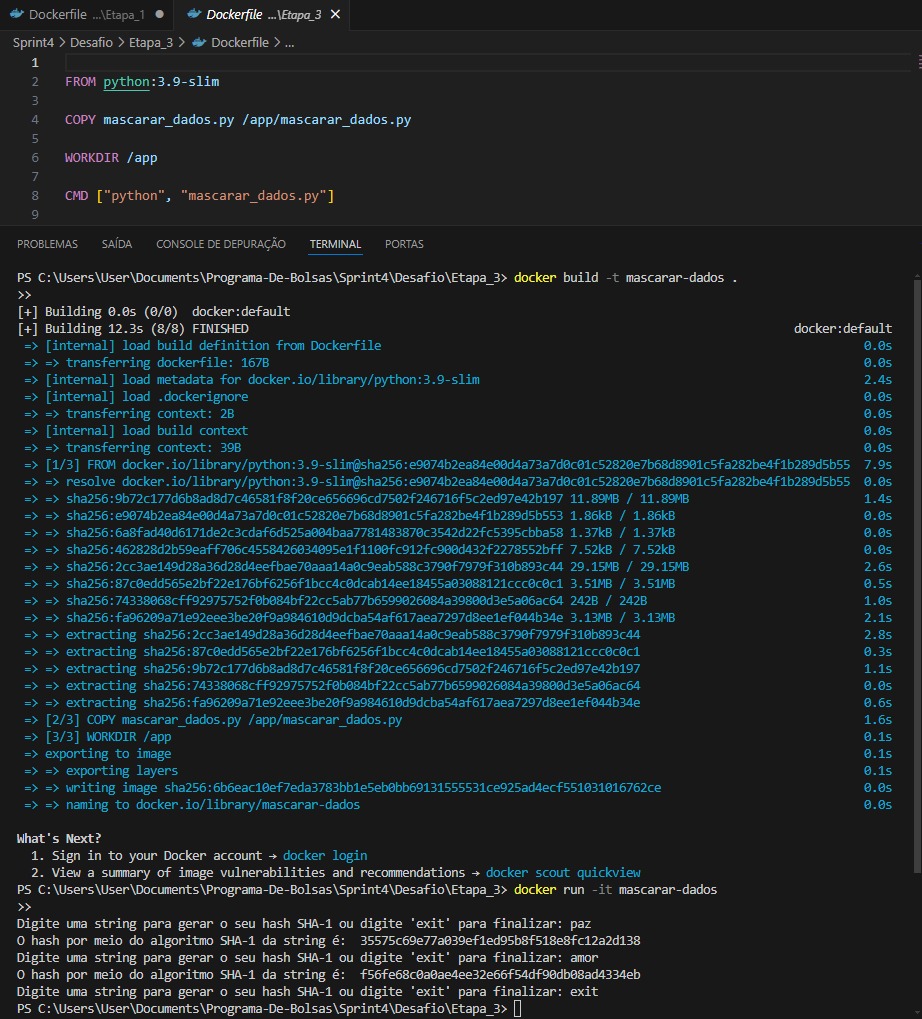 Dockerfile ...\Etapa_1 ●
Dockerfile ...\Etapa_3 ×
Sprint4 > Desafio > Etapa_3 > Dockerfile > ...
1
2 FROM python:3.9-slim
3
4 COPY mascarar_dados.py /app/mascarar_dados.py
5
6 WORKDIR /app
7
8 CMD ["python", "mascarar_dados.py"]
9
PROBLEMAS SAÍDA CONSOLE DE DEPURAÇÃO TERMINAL PORTAS
PS C:\Users\User\Documents\Programa-De-Bolsas\Sprint4\Desafio\Etapa_3> docker build -t mascarar-dados .
>>
[+] Building 0.0s (0/0) docker:default
[+] Building 12.3s (8/8) FINISHED docker:default
=> [internal] load build definition from Dockerfile 0.0s
=> => transferring dockerfile: 167B 0.0s
=> [internal] load metadata for docker.io/library/python:3.9-slim 2.4s
=> [internal] load .dockerignore 0.0s
=> => transferring context: 2B 0.0s
=> [internal] load build context 0.0s
=> => transferring context: 39B 0.0s
=> [1/3] FROM docker.io/library/python:3.9-slim@sha256:e9074b2ea84e00d4a73a7d0c01c52820e7b68d8901c5fa282be4f1b289d5b55 7.9s
=> => resolve docker.io/library/python:3.9-slim@sha256:e9074b2ea84e00d4a73a7d0c01c52820e7b68d8901c5fa282be4f1b289d5b55 0.0s
=> => sha256:9b72c177d6b8ad8d7c46581f8f20ce656696cd7502f246716f5c2ed97e42b197 11.89MB / 11.89MB 1.4s
=> => sha256:e9074b2ea84e00d4a73a7d0c01c52820e7b68d8901c5fa282be4f1b289d5b553 1.86kB / 1.86kB 0.0s
=> => sha256:6a8fad40d6171de2c3cdaf6d525a004baa7781483870c3542d22fc5395cbba58 1.37kB / 1.37kB 0.0s
=> => sha256:462828d2b59eaff706c4558426034095e1f1100fc912fc900d432f2278552bff 7.52kB / 7.52kB 0.0s
=> => sha256:2cc3ae149d28a36d28d4eefbae70aaa14a0c9eab588c3790f7979f310b893c44 29.15MB / 29.15MB 2.6s
=> => sha256:87c0edd565e2bf22e176bf6256f1bcc4c0dcab14ee18455a03088121ccc0c0c1 3.51MB / 3.51MB 0.5s
=> => sha256:74338068cff92975752f0b084bf22cc5ab77b6599026084a39800d3e5a06ac64 242B / 242B 1.0s
=> => sha256:fa96209a71e92eee3be20f9a984610d9dcba54af617aea7297d8ee1ef044b34e 3.13MB / 3.13MB 2.1s
=> => extracting sha256:2cc3ae149d28a36d28d4eefbae70aaa14a0c9eab588c3790f7979f310b893c44 2.8s
=> => extracting sha256:87c0edd565e2bf22e176bf6256f1bcc4c0dcab14ee18455a03088121ccc0c0c1 0.3s
=> => extracting sha256:9b72c177d6b8ad8d7c46581f8f20ce656696cd7502f246716f5c2ed97e42b197 1.1s
=> => extracting sha256:74338068cff92975752f0b084bf22cc5ab77b6599026084a39800d3e5a06ac64 0.0s
=> => extracting sha256:fa96209a71e92eee3be20f9a984610d9dcba54af617aea7297d8ee1ef044b34e 0.6s
=> [2/3] COPY mascarar_dados.py /app/mascarar_dados.py 1.6s
=> [3/3] WORKDIR /app 0.1s
=> exporting to image 0.1s
=> => exporting layers 0.1s
=> => writing image sha256:6b6eac10ef7eda3783bb1e5eb0bb69131555531ce925ad4ecf551031016762ce 0.0s
=> => naming to docker.io/library/mascarar-dados 0.0s
What's Next?
1. Sign in to your Docker account → docker login
2. View a summary of image vulnerabilities and recommendations → docker scout quickview
PS C:\Users\User\Documents\Programa-De-Bolsas\Sprint4\Desafio\Etapa_3> docker run -it mascarar-dados
>>
Digite uma string para gerar o seu hash SHA-1 ou digite 'exit' para finalizar: paz
O hash por meio do algoritmo SHA-1 da string é: 35575c69e77a039ef1ed95b8f518e8fc12a2d138
Digite uma string para gerar o seu hash SHA-1 ou digite 'exit' para finalizar: amor
O hash por meio do algoritmo SHA-1 da string é: f56fe68c0a0ae4ee32e66f54df90db08ad4334eb
Digite uma string para gerar o seu hash SHA-1 ou digite 'exit' para finalizar: exit
PS C:\Users\User\Documents\Programa-De-Bolsas\Sprint4\Desafio\Etapa_3>